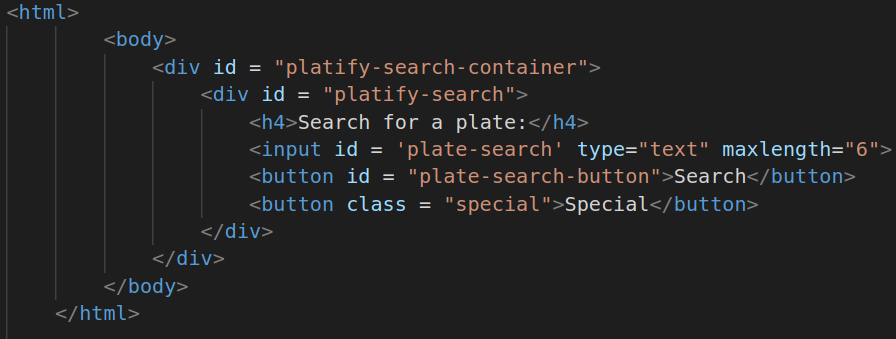 <html>
<body>
<div id = "platify-search-container">
<div id = "platify-search">
<h4>Search for a plate:</h4>
<input id = 'plate-search' type="text" maxlength="6">
<button id = "plate-search-button">Search</button>
<button class = "special">Special</button>
</div>
</div>
</body>
</html>